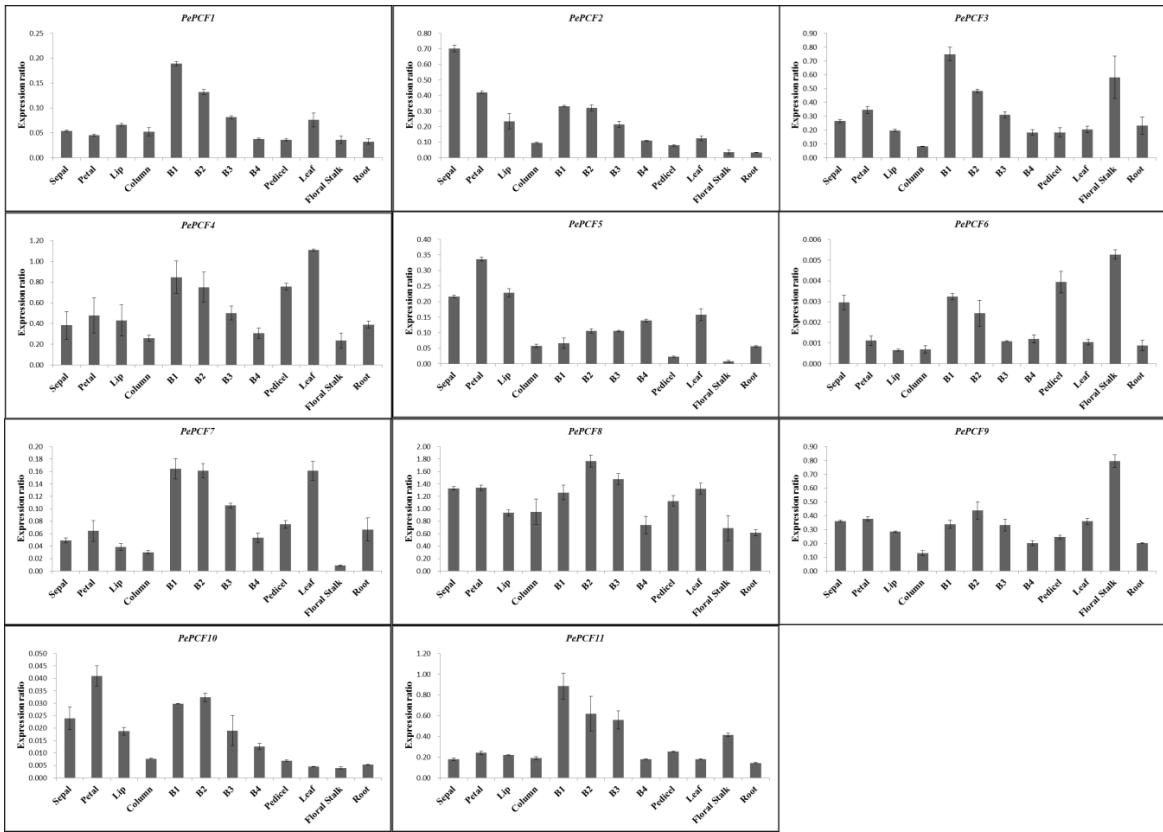 PePCF1
Expression ratio
0.25
0.20
0.15
0.10
0.05
0.00
Sepal
Petal
Lip
Column
B1
B2
B3
B4
Pedicel
Leaf
Floral Stalk
Root
PePCF2
Expression ratio
0.80
0.70
0.60
0.50
0.40
0.30
0.20
0.10
0.00
Sepal
Petal
Lip
Column
B1
B2
B3
B4
Pedicel
Leaf
Floral Stalk
Root
PePCF3
Expression ratio
0.90
0.80
0.70
0.60
0.50
0.40
0.30
0.20
0.10
0.00
Sepal
Petal
Lip
Column
B1
B2
B3
B4
Pedicel
Leaf
Floral Stalk
Root
PePCF4
Expression ratio
1.20
1.00
0.80
0.60
0.40
0.20
0.00
Sepal
Petal
Lip
Column
B1
B2
B3
B4
Pedicel
Leaf
Floral Stalk
Root
PePCF5
Expression ratio
0.40
0.35
0.30
0.25
0.20
0.15
0.10
0.05
0.00
Sepal
Petal
Lip
Column
B1
B2
B3
B4
Pedicel
Leaf
Floral Stalk
Root
PePCF6
Expression ratio
0.006
0.005
0.004
0.003
0.002
0.001
0.000
Sepal
Petal
Lip
Column
B1
B2
B3
B4
Pedicel
Leaf
Floral Stalk
Root
PePCF7
Expression ratio
0.20
0.18
0.16
0.14
0.12
0.10
0.08
0.06
0.04
0.02
0.00
Sepal
Petal
Lip
Column
B1
B2
B3
B4
Pedicel
Leaf
Floral Stalk
Root
PePCF8
Expression ratio
2.00
1.80
1.60
1.40
1.20
1.00
0.80
0.60
0.40
0.20
0.00
Sepal
Petal
Lip
Column
B1
B2
B3
B4
Pedicel
Leaf
Floral Stalk
Root
PePCF9
Expression ratio
0.90
0.80
0.70
0.60
0.50
0.40
0.30
0.20
0.10
0.00
Sepal
Petal
Lip
Column
B1
B2
B3
B4
Pedicel
Leaf
Floral Stalk
Root
PePCF10
Expression ratio
0.050
0.045
0.040
0.035
0.030
0.025
0.020
0.015
0.010
0.005
0.000
Sepal
Petal
Lip
Column
B1
B2
B3
B4
Pedicel
Leaf
Floral Stalk
Root
PePCF11
Expression ratio
1.20
1.00
0.80
0.60
0.40
0.20
0.00
Sepal
Petal
Lip
Column
B1
B2
B3
B4
Pedicel
Leaf
Floral Stalk
Root